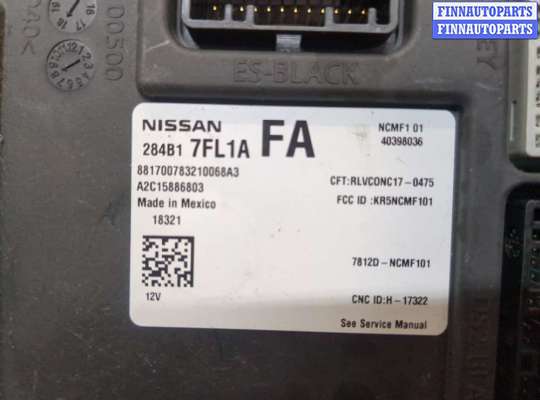 FINNAUTOPARTS
FINNAUTOPARTS
00500
ES-BLACK
NISSAN
284B1 7FL1A FA
NCMF1 01
40398036
881700783210068A3
A2C15886803
Made in Mexico
18321
CFT:RLVCONC17-0475
FCC ID :KR5NCMF101
7812D-NCMF101
12V
CNC ID:H-17322
See Service Manual